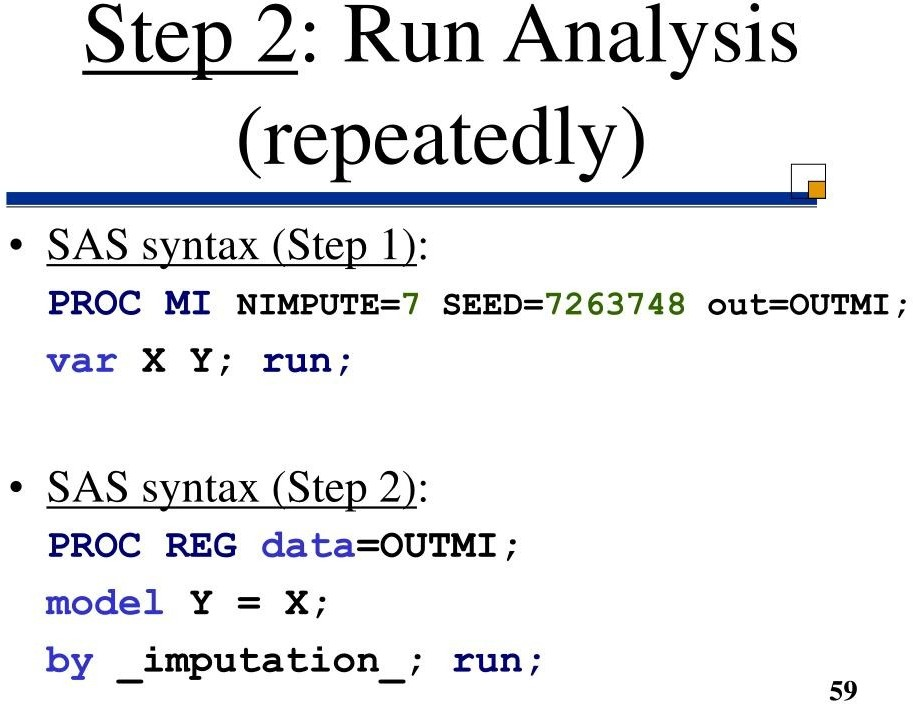 Step 2: Run Analysis
(repeatedly)
• SAS syntax (Step 1):
PROC MI NIMPUTE=7 SEED=7263748 out=OUTMI;
var X Y; run;
• SAS syntax (Step 2):
PROC REG data=OUTMI;
model Y = X;
by _imputation_; run;
59